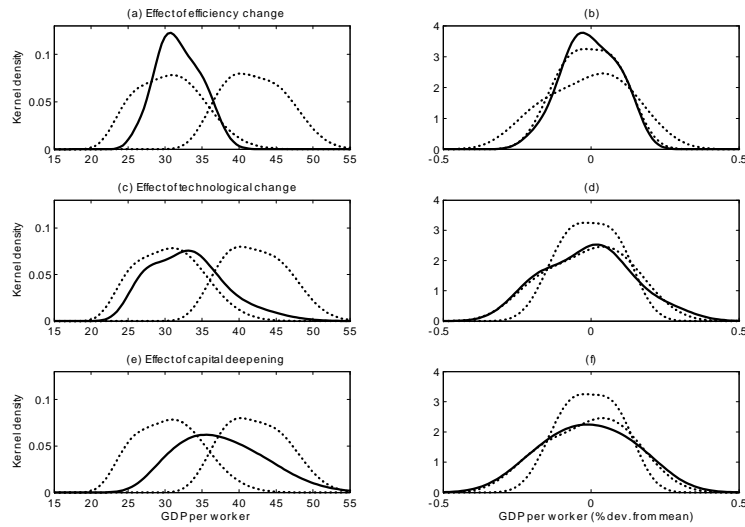 (a) Effect of efficiency change
(b)
Kernel density
0.1
0.05
0
15 20 25 30 35 40 45 50 55
4
3
2
1
0
-0.5 0 0.5
(c) Effect of technological change
(d)
Kernel density
0.1
0.05
0
15 20 25 30 35 40 45 50 55
4
3
2
1
0
-0.5 0 0.5
(e) Effect of capital deepening
(f)
Kernel density
0.1
0.05
0
15 20 25 30 35 40 45 50 55
GDP per worker
4
3
2
1
0
-0.5 0 0.5
GDP per worker (% dev. from mean)